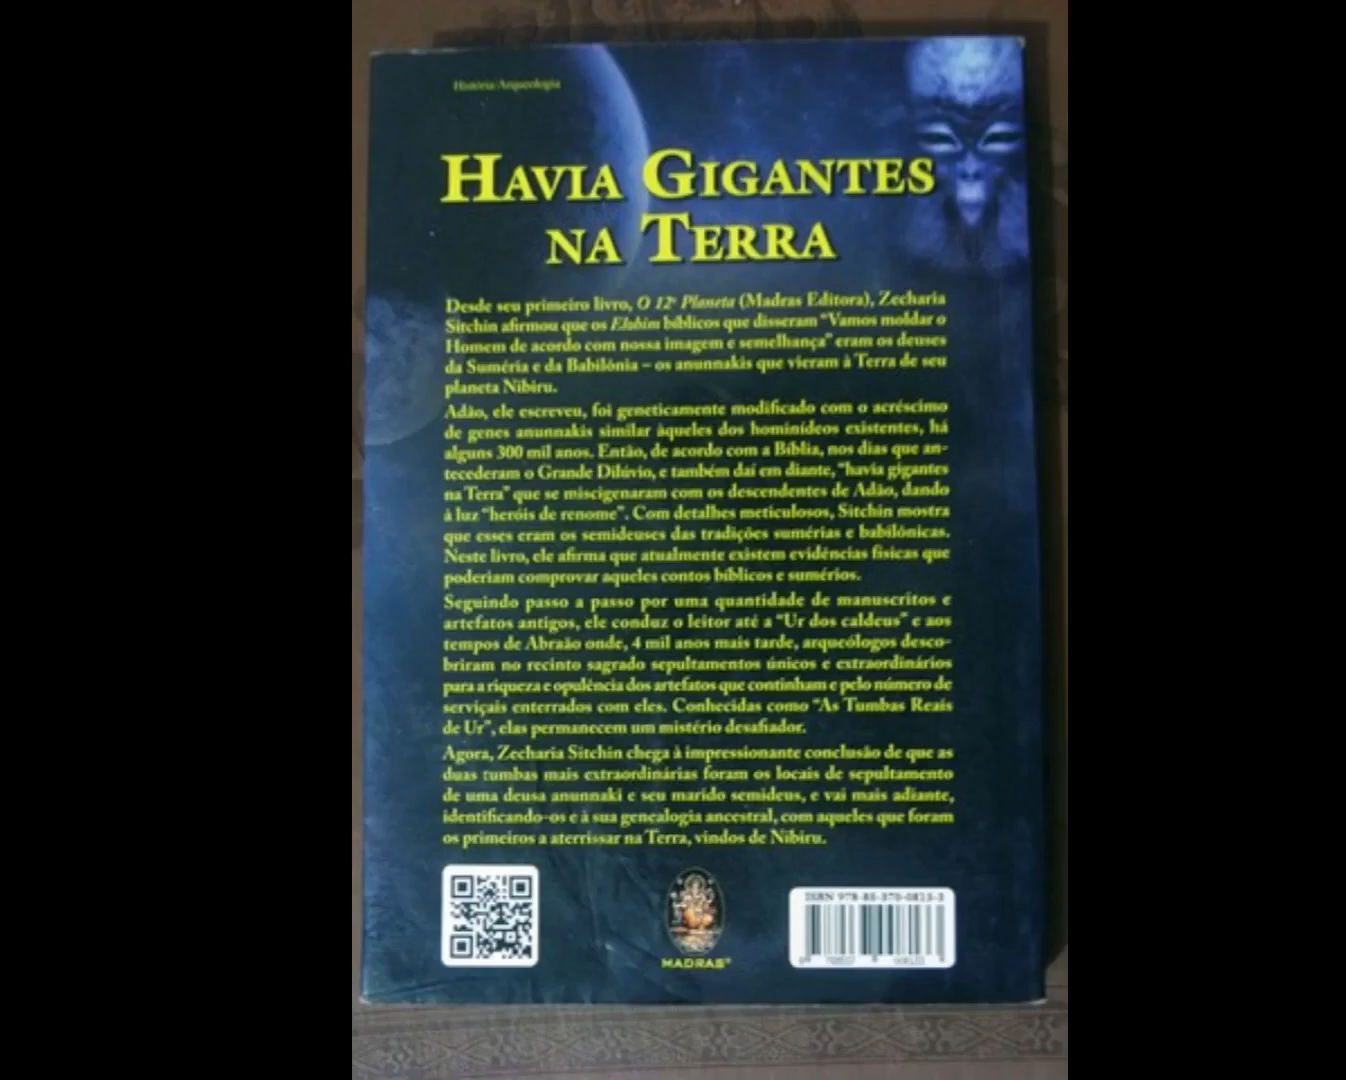 História/Arqueologia
HAVIA GIGANTES
NA TERRA
Desde seu primeiro livro, O 12º Planeta (Madras Editora), Zecharia
Sitchin afirmou que os Elohim bíblicos que disseram “Vamos moldar o
Homem de acordo com nossa imagem e semelhança” eram os deuses
da Suméria e da Babilônia – os anunnakis que vieram à Terra de seu
planeta Nibiru.
Adão, ele escreveu, foi geneticamente modificado com o acréscimo
de genes anunnakis similar àqueles dos hominídeos existentes, há
alguns 300 mil anos. Então, de acordo com a Bíblia, nos dias que an-
tecederam o Grande Dilúvio, e também daí em diante, “havia gigantes
na Terra” que se miscigenaram com os descendentes de Adão, dando
à luz “heróis de renome”. Com detalhes meticulosos, Sitchin mostra
que esses eram os semideuses das tradições sumérias e babilônicas.
Neste livro, ele afirma que atualmente existem evidências físicas que
poderiam comprovar aqueles contos bíblicos e sumérios.
Seguindo passo a passo por uma quantidade de manuscritos e
artefatos antigos, ele conduz o leitor até a “Ur dos caldeus” e aos
tempos de Abraão onde, 4 mil anos mais tarde, arqueólogos desco-
briram no recinto sagrado sepultamentos únicos e extraordinários
para a riqueza e opulência dos artefatos que continham e pelo número de
serviçais enterrados com eles. Conhecidas como “As Tumbas Reais
de Ur”, elas permanecem um mistério desafiador.
Agora, Zecharia Sitchin chega à impressionante conclusão de que as
duas tumbas mais extraordinárias foram os locais de sepultamento
de uma deusa anunnaki e seu marido semideus, e vai mais adiante,
identificando-os e à sua genealogia ancestral, com aqueles que foram
os primeiros a aterrissar na Terra, vindos de Nibiru.
MADRAS®
ISBN 978-85-370-0813-3